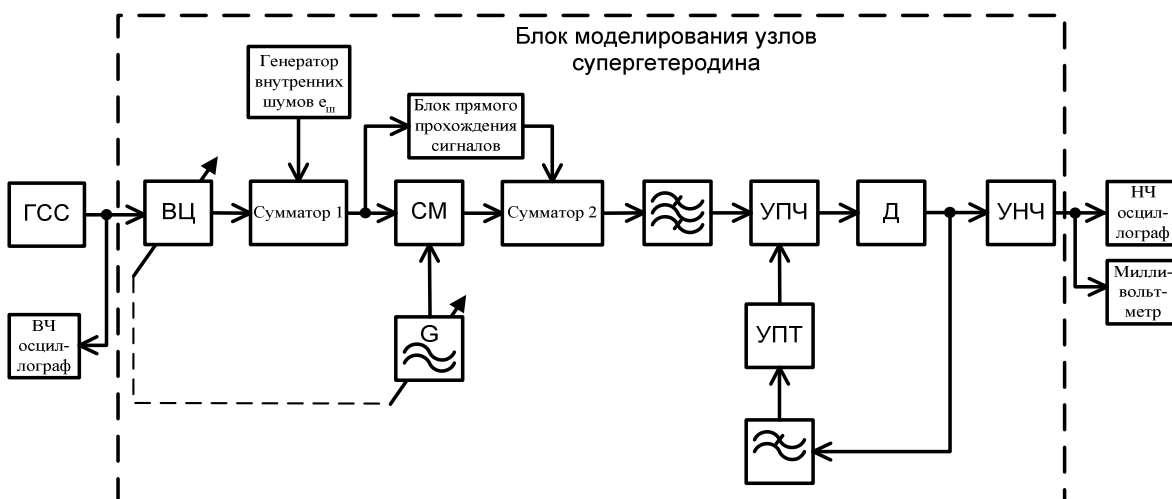 Блок моделирования узлов
супергетеродина
Генератор
внутренних
шумов eш
Блок прямого
прохождения
сигналов
ГСС
ВЦ
Сумматор 1
СМ
Сумматор 2
УПЧ
Д
УНЧ
НЧ
осцил-
лограф
Милли-
вольт-
метр
ВЧ
осцил-
лограф
G
УПТ